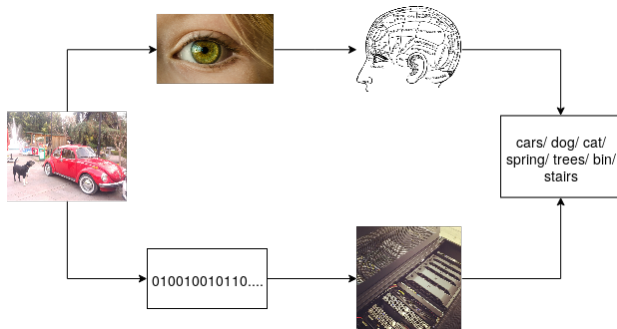 cars/ dog/ cat/
spring/ trees/ bin/
stairs
010010010110....